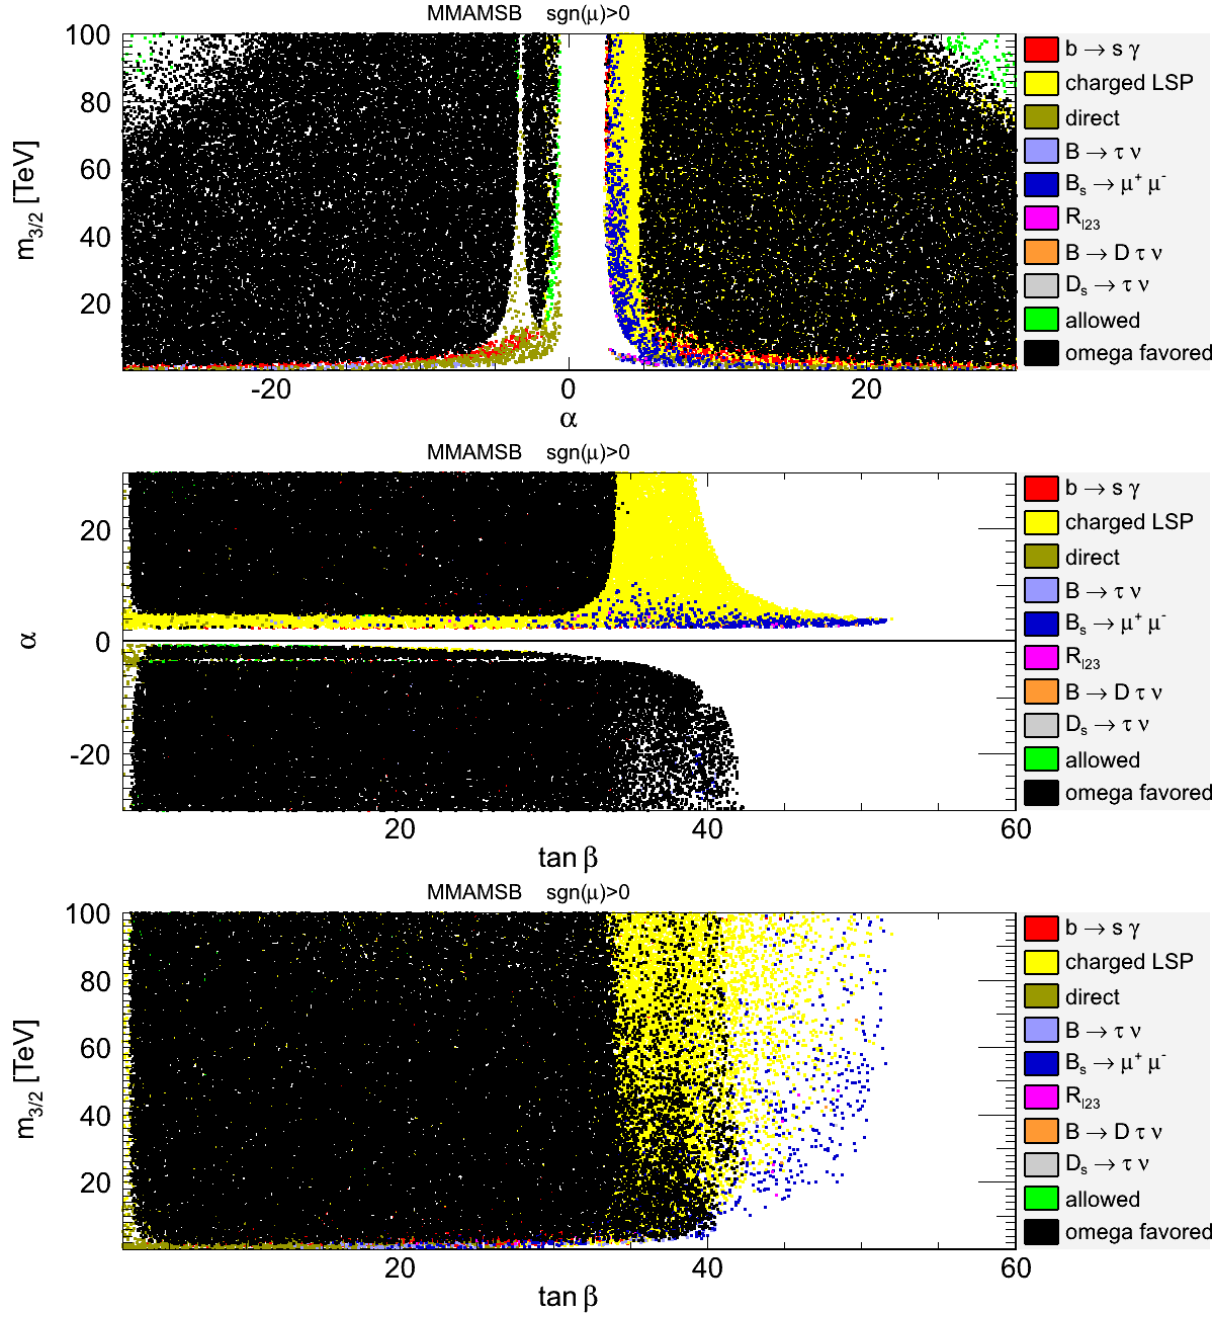 MMAMSB sgn(μ)>0
100
80
60
40
20
m3/2 [TeV]
-20 0 20
α
b → s γ
charged LSP
direct
B → τ ν
Bs → μ+ μ-
Rl23
B → D τ ν
Ds → τ ν
allowed
omega favored
MMAMSB sgn(μ)>0
20
0
-20
α
20 40 60
tan β
b → s γ
charged LSP
direct
B → τ ν
Bs → μ+ μ-
Rl23
B → D τ ν
Ds → τ ν
allowed
omega favored
MMAMSB sgn(μ)>0
100
80
60
40
20
m3/2 [TeV]
20 40 60
tan β
b → s γ
charged LSP
direct
B → τ ν
Bs → μ+ μ-
Rl23
B → D τ ν
Ds → τ ν
allowed
omega favored